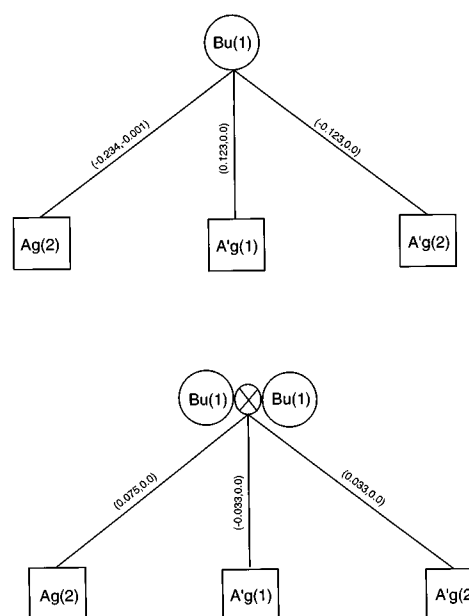 Bu(1)
(-0.234,-0.001)
(0.123,0.0)
(-0.123,0.0)
Ag(2)
A'g(1)
A'g(2)
Bu(1)
Bu(1)
(0.075,0.0)
(-0.033,0.0)
(0.033,0.0)
Ag(2)
A'g(1)
A'g(2)